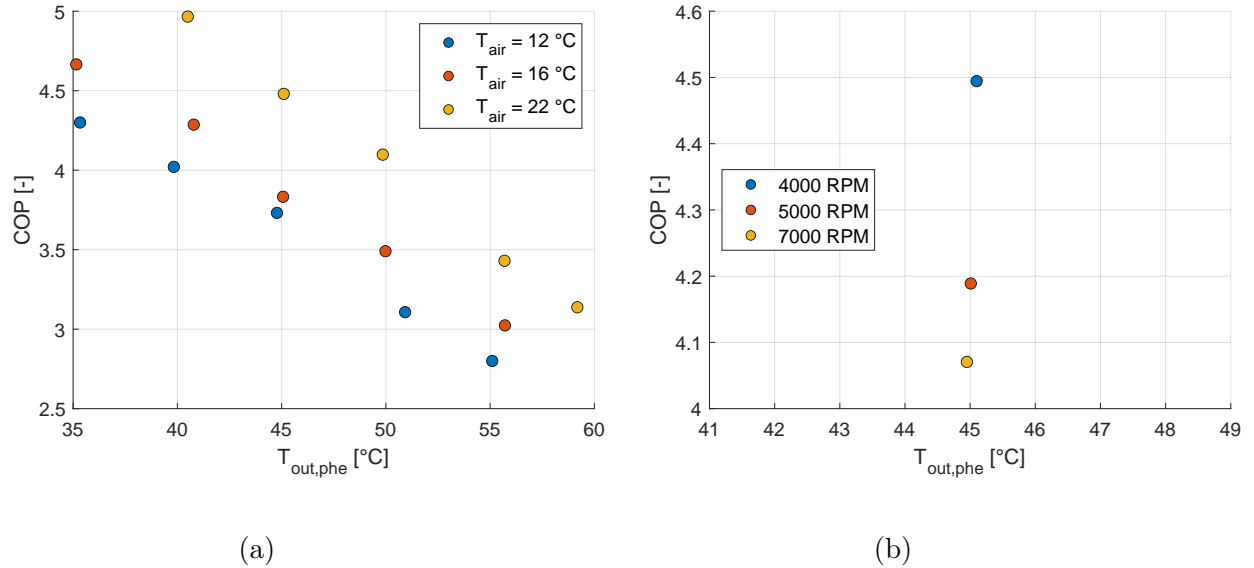 5
4.5
4
3.5
3
2.5
COP [-]
35 40 45 50 55 60
T_out,phe [°C]
T_air = 12 °C
T_air = 16 °C
T_air = 22 °C
(a)
4.6
4.5
4.4
4.3
4.2
4.1
4
COP [-]
41 42 43 44 45 46 47 48 49
T_out,phe [°C]
4000 RPM
5000 RPM
7000 RPM
(b)